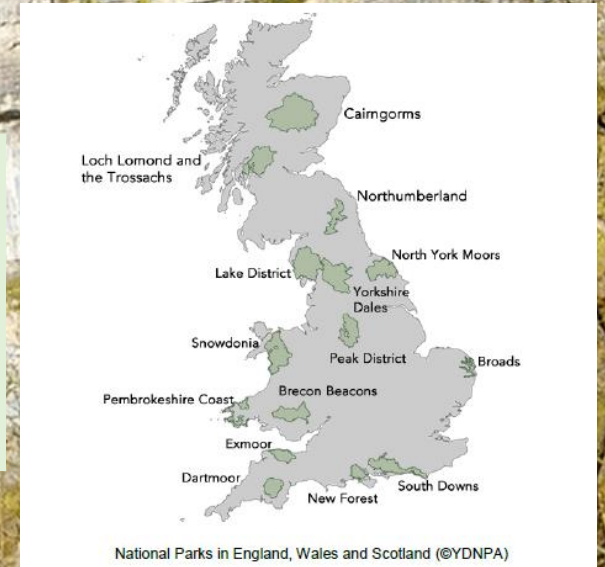 Cairngorms
Loch Lomond and
the Trossachs
Northumberland
North York Moors
Lake District
Yorkshire
Dales
Snowdonia
Peak District
Broads
Brecon Beacons
Pembrokeshire Coast
Exmoor
Dartmoor
New Forest
South Downs
National Parks in England, Wales and Scotland (©YDNPA)